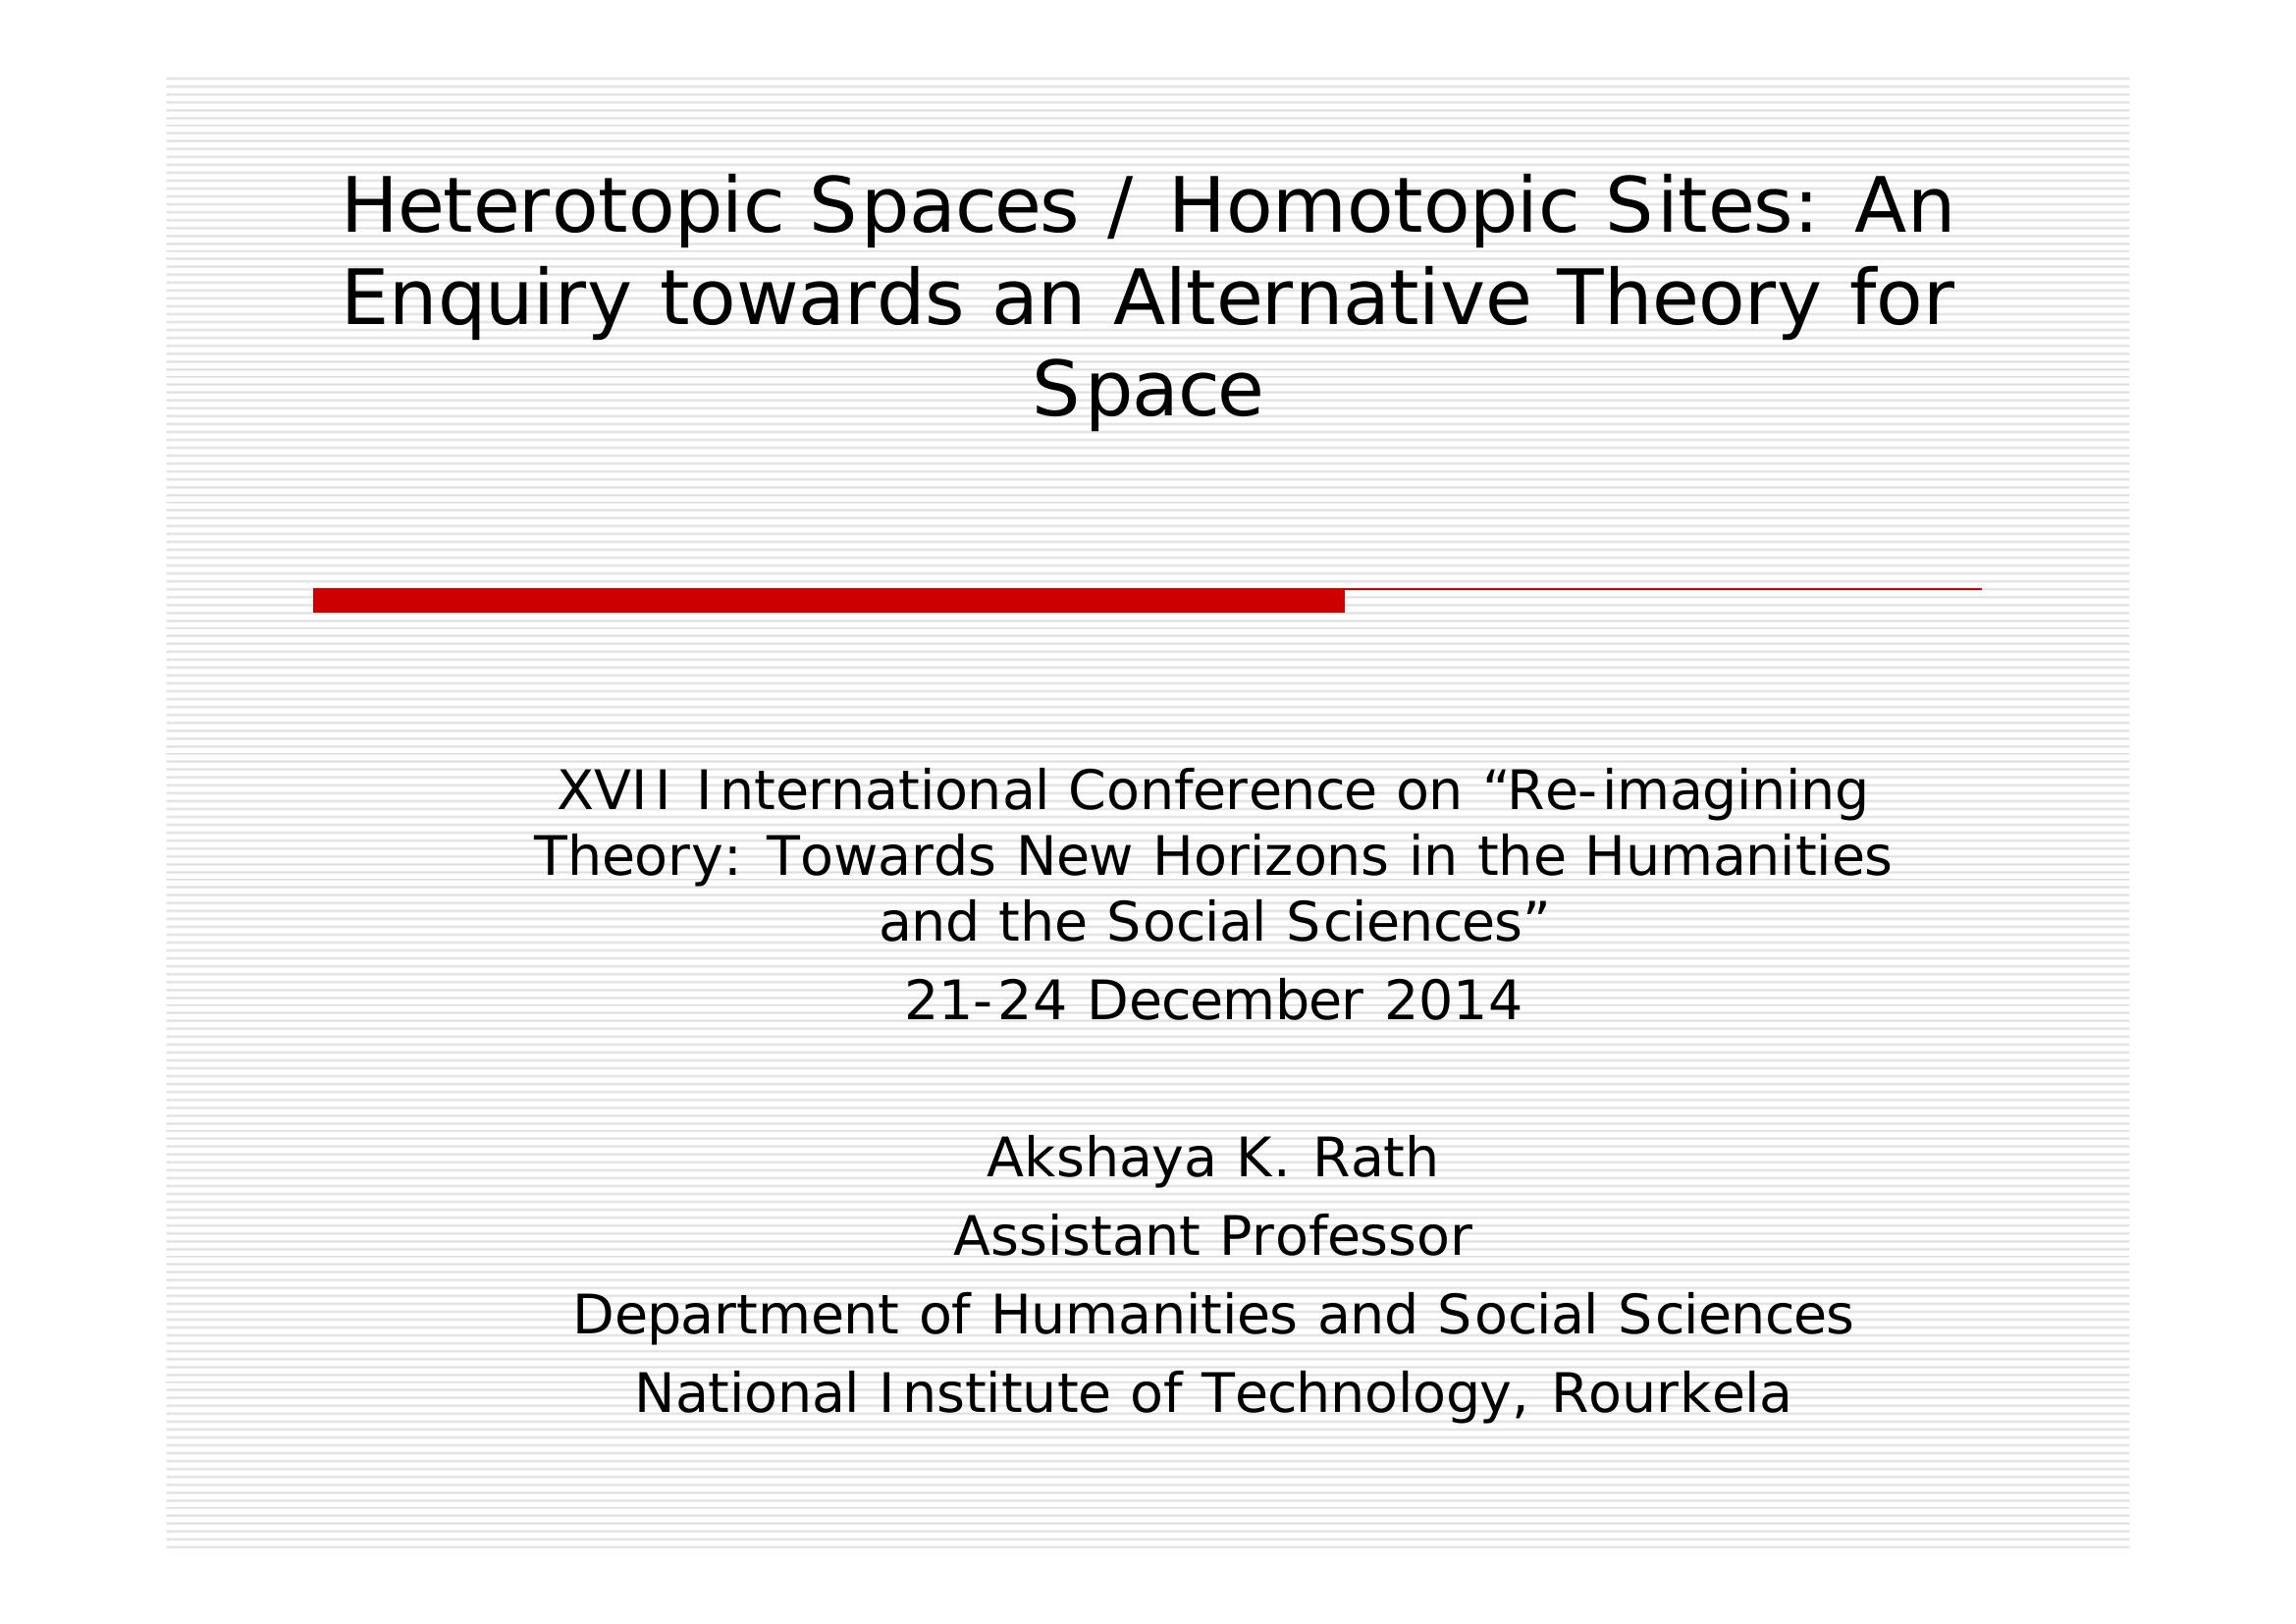 Heterotopic Spaces / Homotopic Sites: An
Enquiry towards an Alternative Theory for
Space
XVII International Conference on “Re-imagining
Theory: Towards New Horizons in the Humanities
and the Social Sciences”
21-24 December 2014
Akshaya K. Rath
Assistant Professor
Department of Humanities and Social Sciences
National Institute of Technology, Rourkela